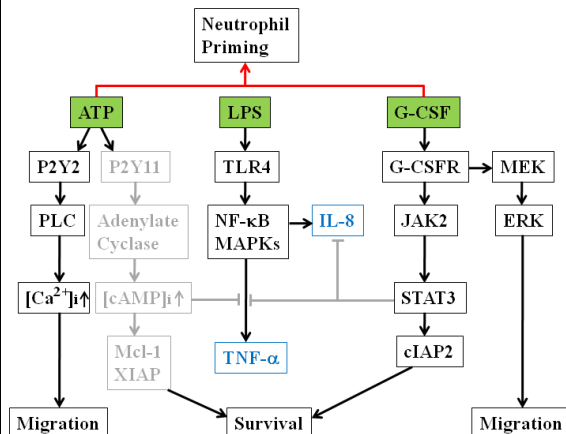 Neutrophil
Priming
ATP
LPS
G-CSF
P2Y2
P2Y11
TLR4
G-CSFR
MEK
PLC
Adenylate
Cyclase
NF-κB
MAPKs
IL-8
JAK2
ERK
[Ca²⁺]i↑
[cAMP]i↑
STAT3
Mcl-1
XIAP
TNF-α
cIAP2
Migration
Survival
Migration